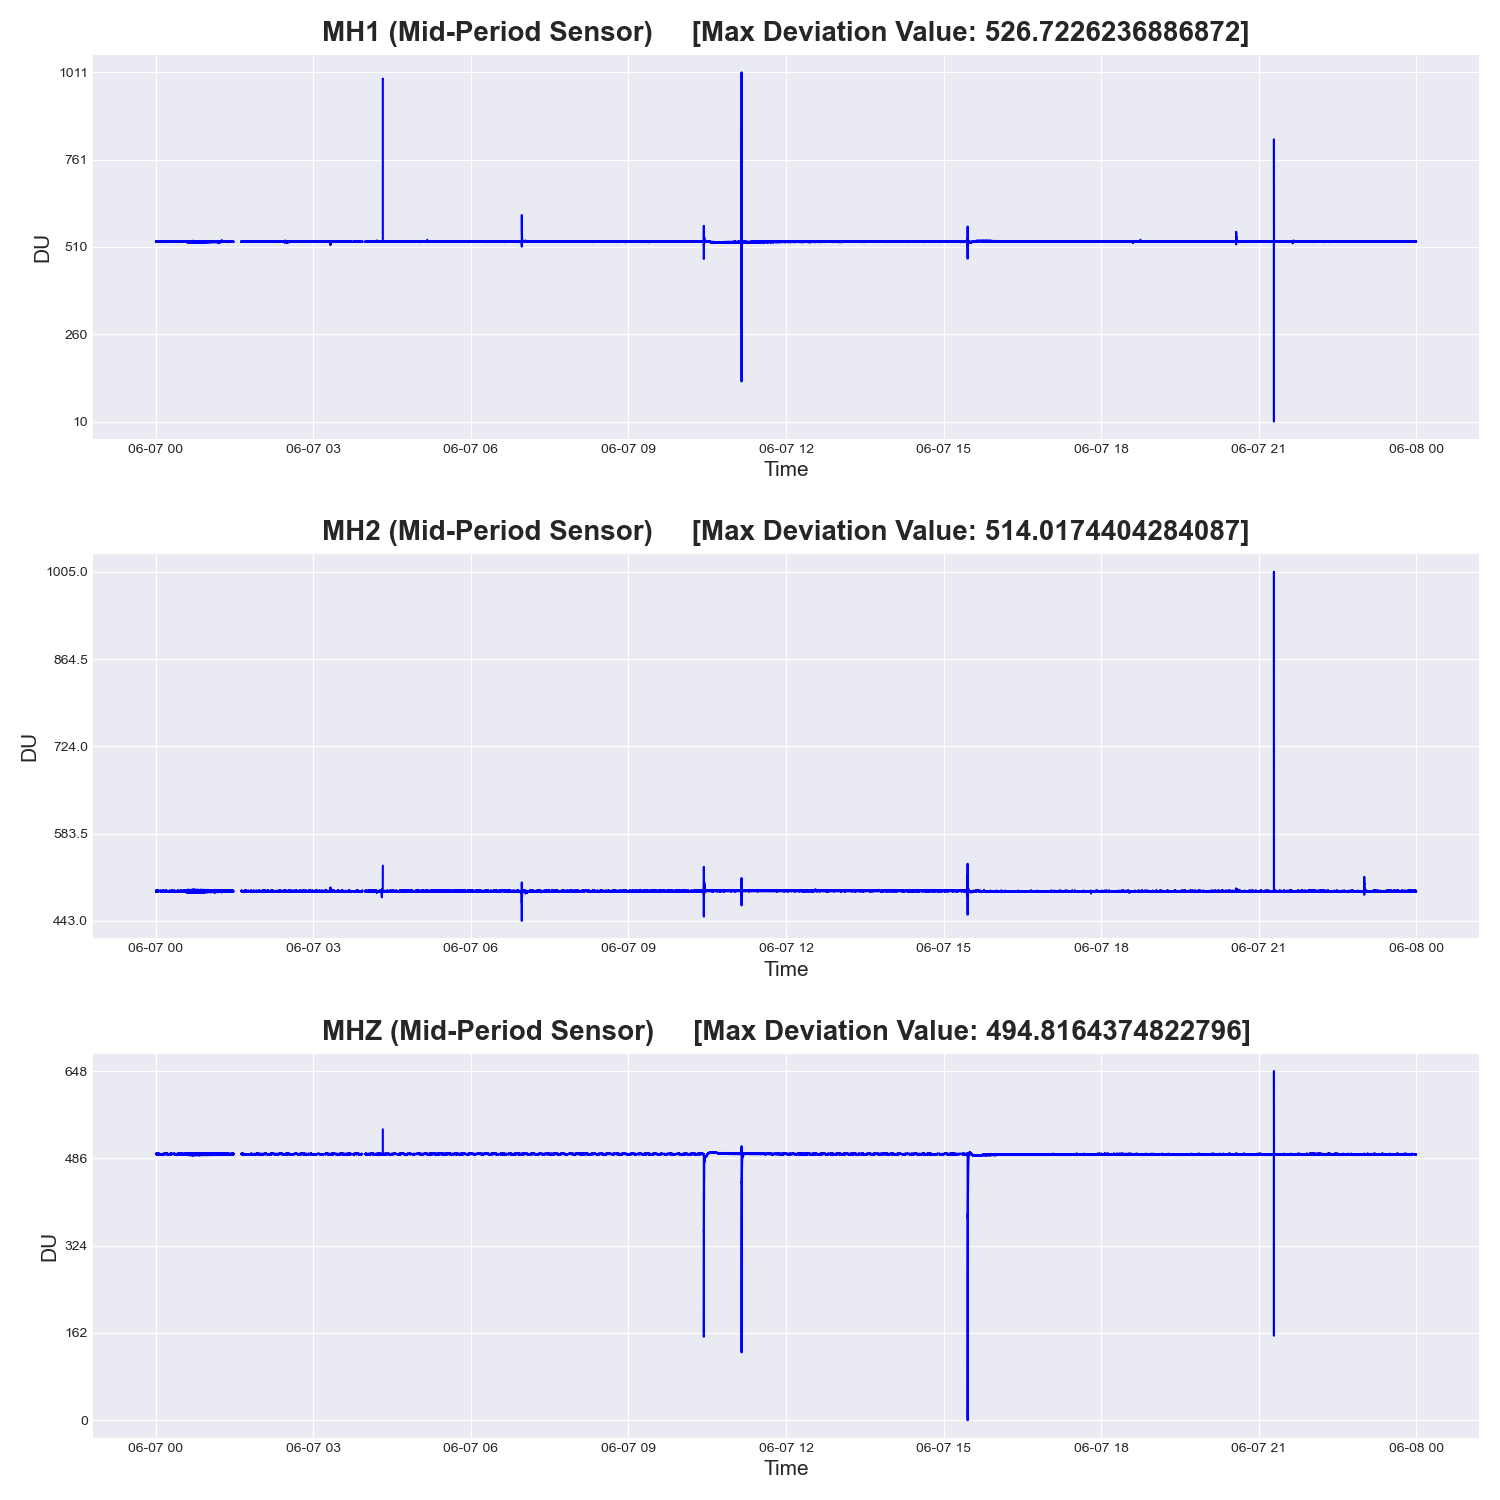 MH1 (Mid-Period Sensor) [Max Deviation Value: 526.7226236886872]
1011
761
510
260
10
DU
06-07 00 06-07 03 06-07 06 06-07 09 06-07 12 06-07 15 06-07 18 06-07 21 06-08 00
Time
MH2 (Mid-Period Sensor) [Max Deviation Value: 514.0174404284087]
1005.0
864.5
724.0
583.5
443.0
DU
06-07 00 06-07 03 06-07 06 06-07 09 06-07 12 06-07 15 06-07 18 06-07 21 06-08 00
Time
MHZ (Mid-Period Sensor) [Max Deviation Value: 494.8164374822796]
648
486
324
162
0
DU
06-07 00 06-07 03 06-07 06 06-07 09 06-07 12 06-07 15 06-07 18 06-07 21 06-08 00
Time